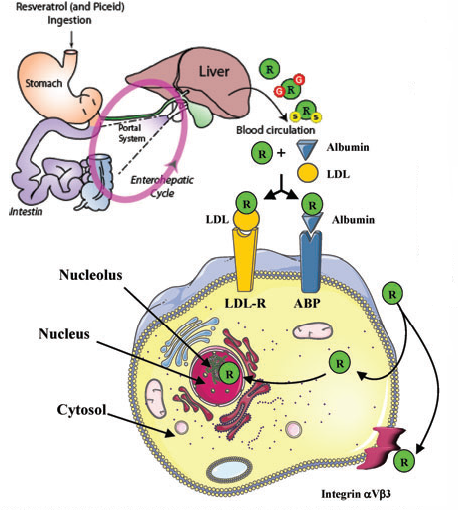 Resveratrol (and Piceid)
Ingestion
Stomach
Liver
Portal
System
Enterohepatic
Cycle
Intestin
R
G
R
G
R
S
S
Blood circulation
R +
Albumin
LDL
R
R
LDL
Albumin
LDL-R
ABP
Nucleolus
Nucleus
Cytosol
R
R
R
R
Integrin αVβ3